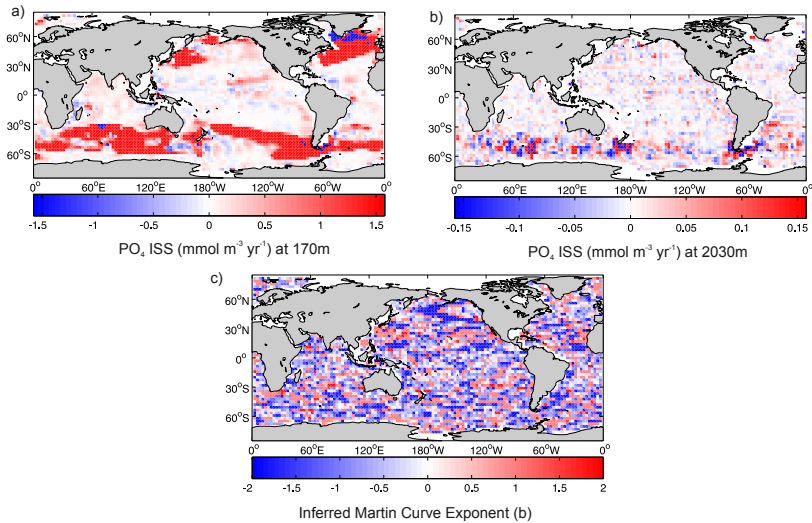 a)
60°N
30°N
0°
30°S
60°S
0° 60°E 120°E 180°W 120°W 60°W 0°
-1.5 -1 -0.5 0 0.5 1 1.5
PO₄ ISS (mmol m⁻³ yr⁻¹) at 170m
b)
60°N
30°N
0°
30°S
60°S
0° 60°E 120°E 180°W 120°W 60°W 0°
-0.15 -0.1 -0.05 0 0.05 0.1 0.15
PO₄ ISS (mmol m⁻³ yr⁻¹) at 2030m
c)
60°N
30°N
0°
30°S
60°S
0° 60°E 120°E 180°W 120°W 60°W 0°
-2 -1.5 -1 -0.5 0 0.5 1 1.5 2
Inferred Martin Curve Exponent (b)